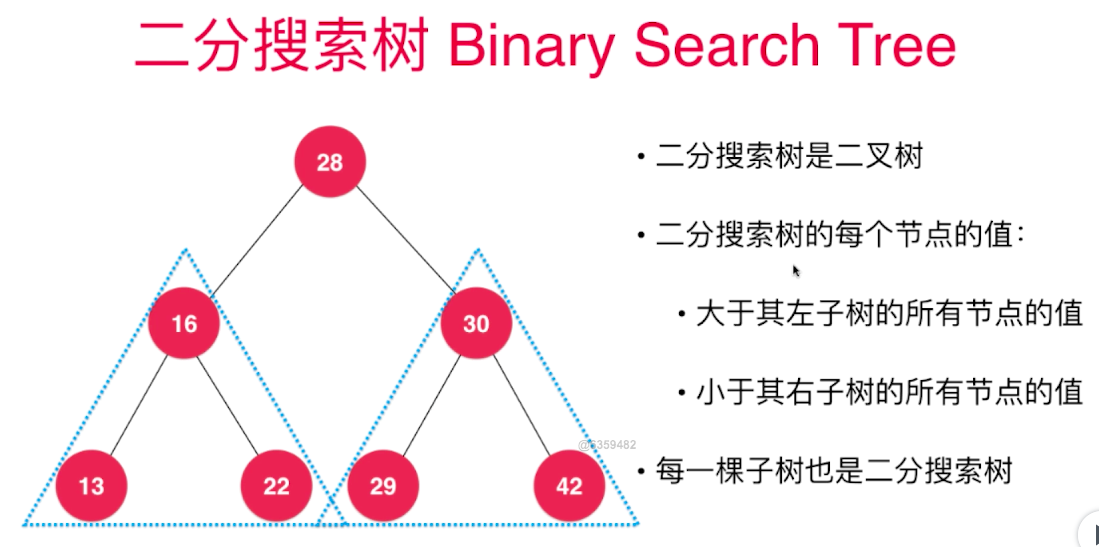 二分搜索树 Binary Search Tree
28
16
30
13
22
29
42
• 二分搜索树是二叉树
• 二分搜索树的每个节点的值：
• 大于其左子树的所有节点的值
• 小于其右子树的所有节点的值
• 每一棵子树也是二分搜索树